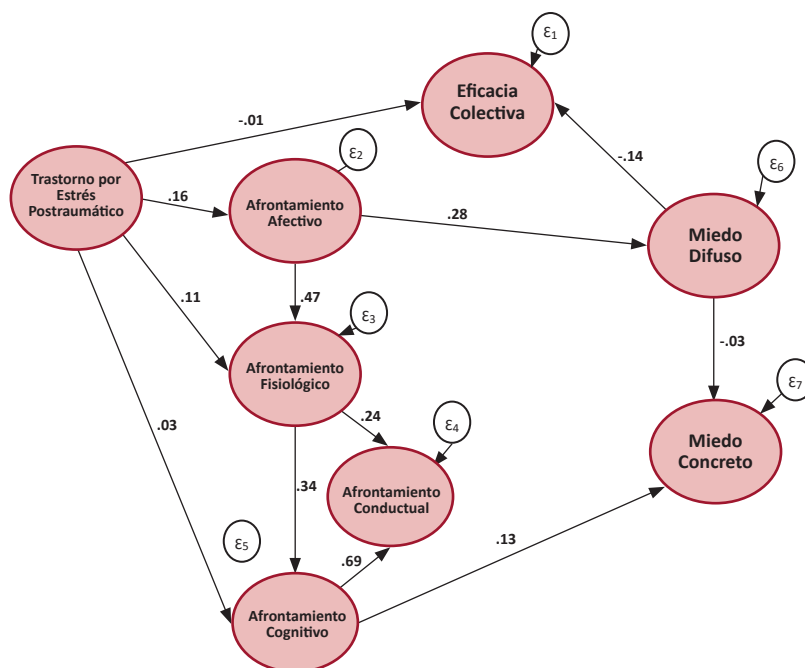 ε1
Eficacia
Colectiva
-.01
ε2
-.14
ε6
Trastorno por
Estrés
Postraumático
.16
Afrontamiento
Afectivo
.28
Miedo
Difuso
.11
.47
ε3
-.03
Afrontamiento
Fisiológico
ε7
.24
ε4
.03
Miedo
Concreto
.34
Afrontamiento
Conductual
ε5
.13
.69
Afrontamiento
Cognitivo